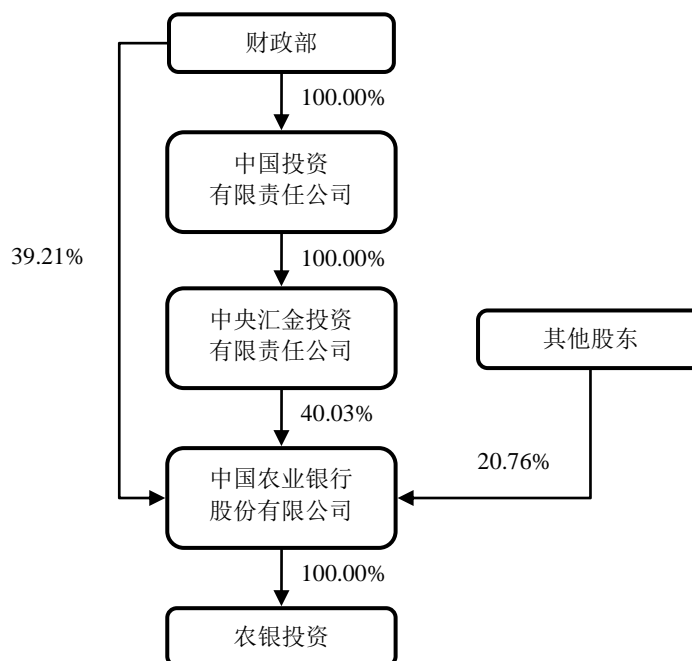 财政部
100.00%
中国投资
有限责任公司
39.21%
100.00%
中央汇金投资
有限责任公司
其他股东
40.03%
20.76%
中国农业银行
股份有限公司
100.00%
农银投资